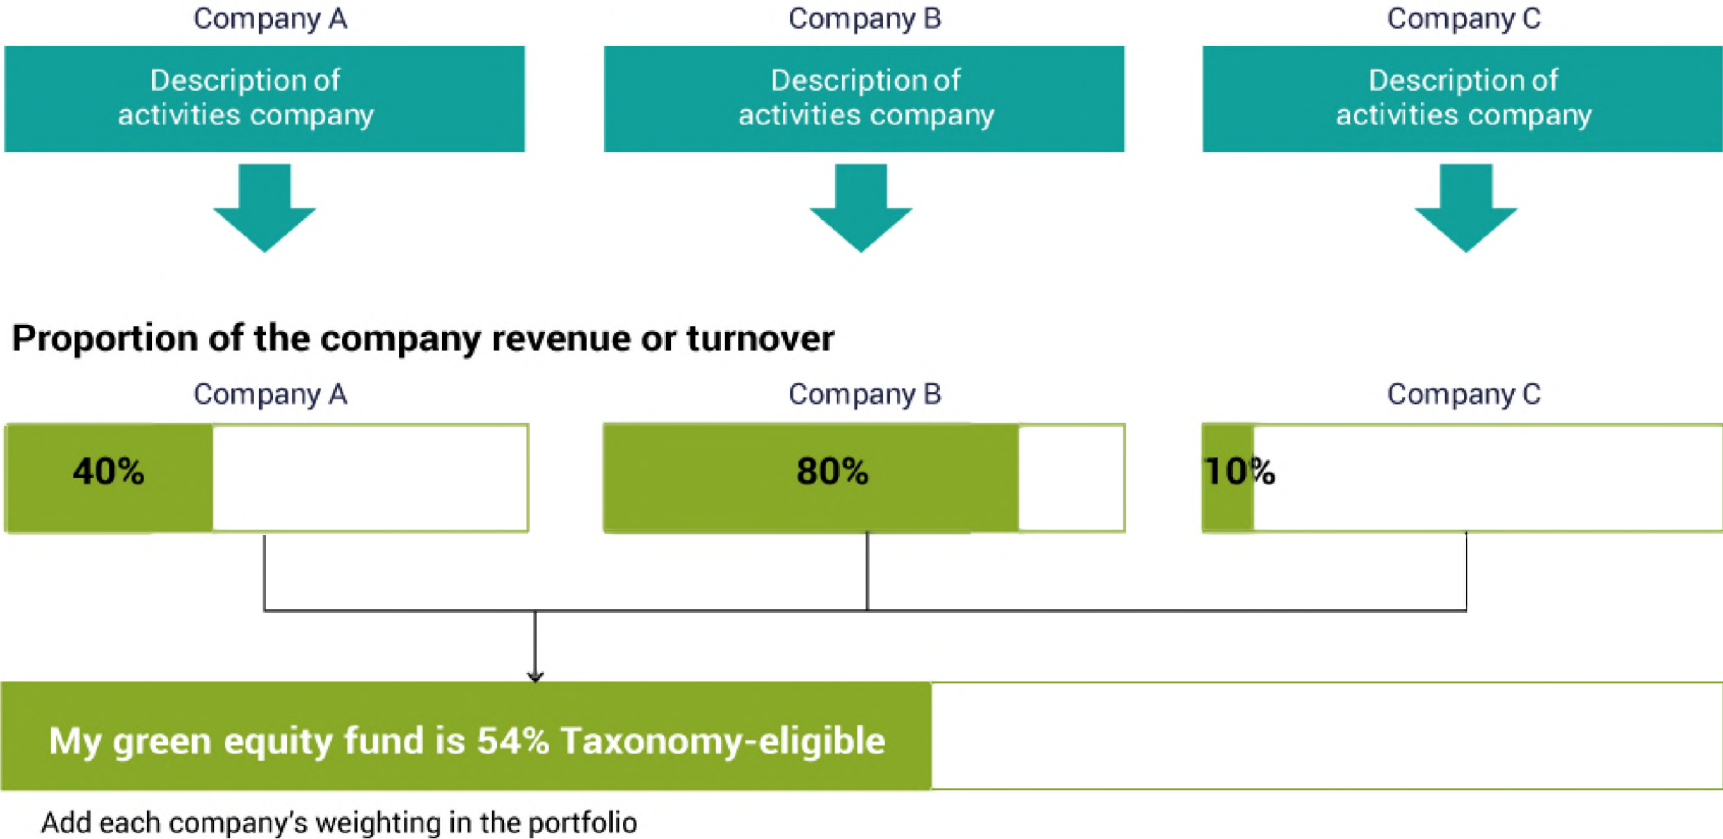 Company A
Company B
Company C
Description of
activities company
Description of
activities company
Description of
activities company
Proportion of the company revenue or turnover
Company A
Company B
Company C
40%
80%
10%
My green equity fund is 54% Taxonomy-eligible
Add each company's weighting in the portfolio